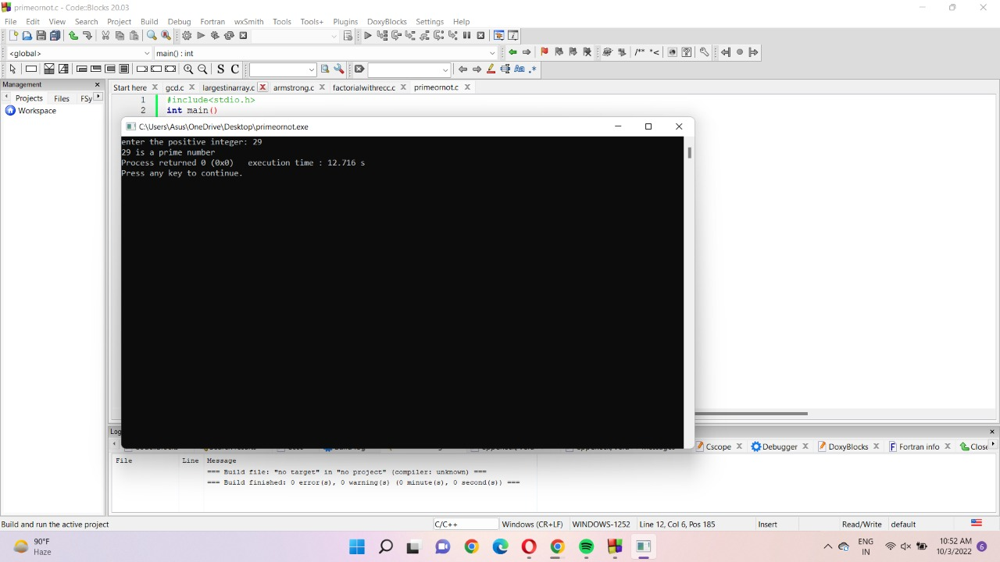 primeornot.c - Code::Blocks 20.03
File Edit View Search Project Build Debug Fortran wxSmith Tools Tools+ Plugins DoxyBlocks Settings Help
<global> main() : int /** *<
S C Aa .*
Management
Start here gcd.c largestinarray.c armstrong.c factorialwithrecc.c primeornot.c
Projects Files FSy
Workspace
1 #include<stdio.h>
2 int main()
C:\Users\Asus\OneDrive\Desktop\primeornot.exe
enter the positive integer: 29
29 is a prime number
Process returned 0 (0x0) execution time : 12.716 s
Press any key to continue.
Log
Cscope Debugger DoxyBlocks Fortran info Close
File Line Message
=== Build file: "no target" in "no project" (compiler: unknown) ===
=== Build finished: 0 error(s), 0 warning(s) (0 minute(s), 0 second(s)) ===
Build and run the active project C/C++ Windows (CR+LF) WINDOWS-1252 Line 12, Col 6, Pos 185 Insert Read/Write default
90°F
Haze
ENG
IN
10:52 AM
10/3/2022
6